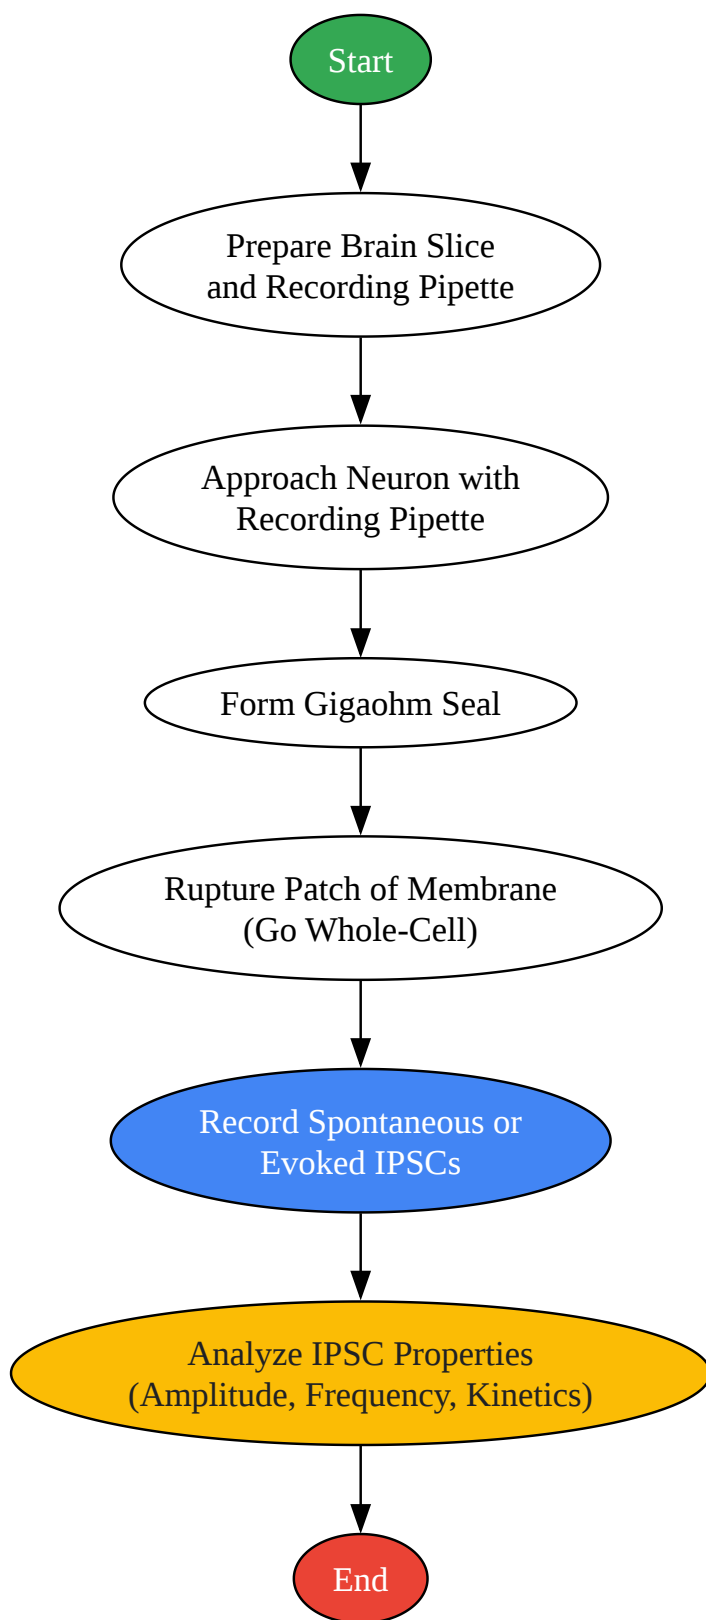 Start
Prepare Brain Slice
and Recording Pipette
Approach Neuron with
Recording Pipette
Form Gigaohm Seal
Rupture Patch of Membrane
(Go Whole-Cell)
Record Spontaneous or
Evoked IPSCs
Analyze IPSC Properties
(Amplitude, Frequency, Kinetics)
End